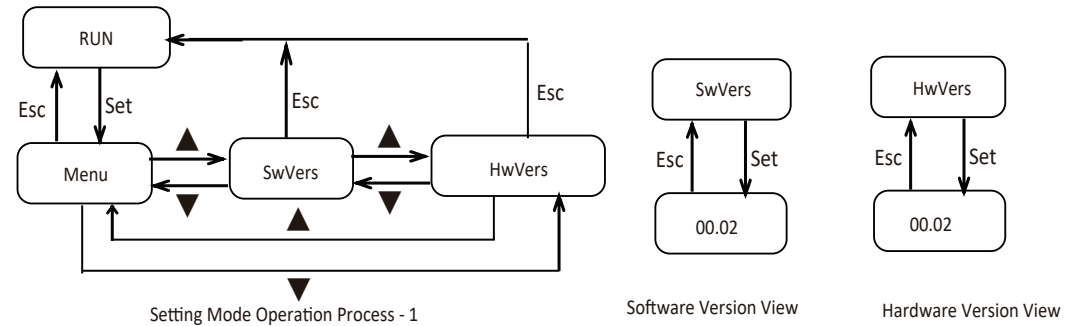 RUN
Esc
Set
Esc
Esc
Menu
SwVers
HwVers
Setting Mode Operation Process - 1
SwVers
Esc
Set
00.02
Software Version View
HwVers
Esc
Set
00.02
Hardware Version View